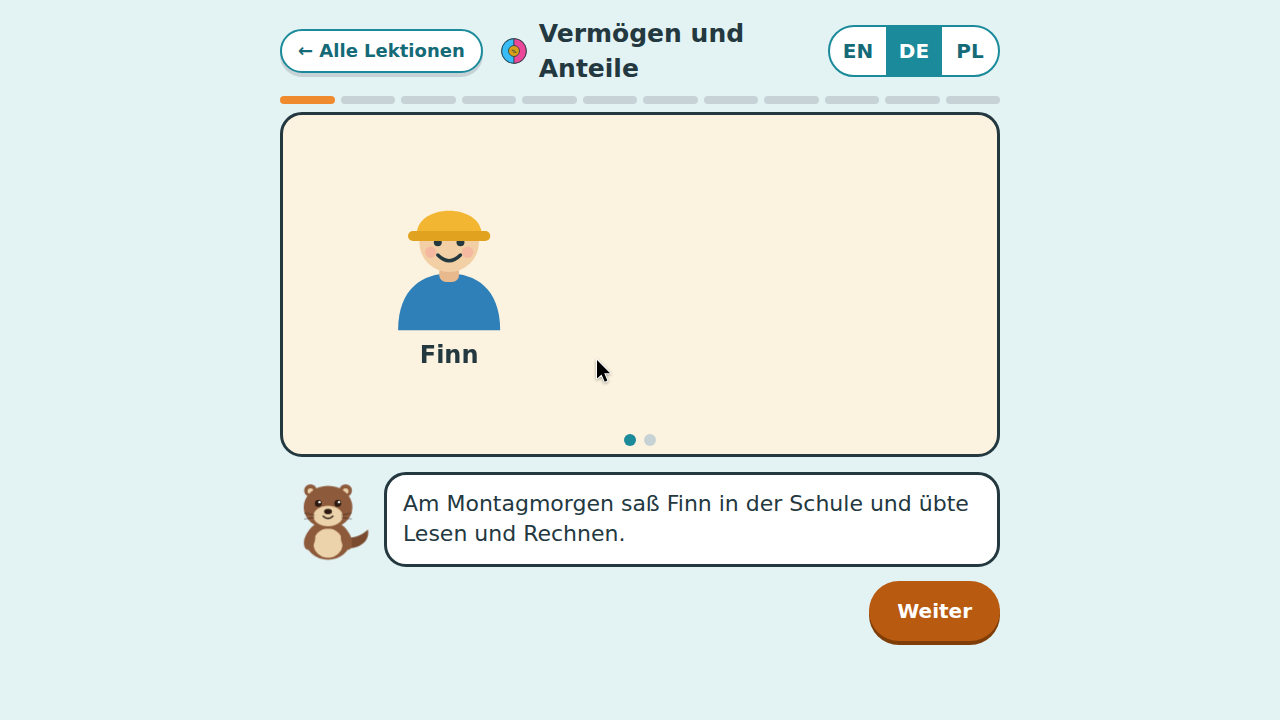 ← Alle Lektionen
Vermögen und
Anteile
EN DE PL
Finn
Am Montagmorgen saß Finn in der Schule und übte
Lesen und Rechnen.
Weiter